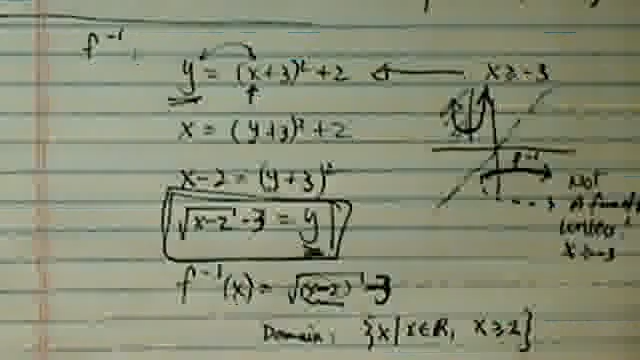 f⁻¹:
y = (x+3)² + 2 ← x ≥ -3
x = (y+3)² + 2
x-2 = (y+3)²
√x-2 - 3 = y
f⁻¹
-3
Not
A function
unless
x ≥ -3
f⁻¹(x) = √(x-2) - 3
Domain: {x | x ∈ R, x ≥ 2}